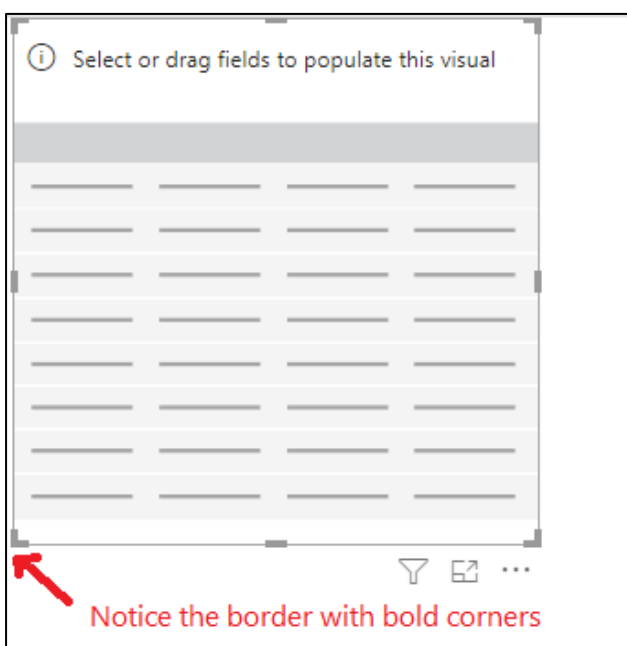 Select or drag fields to populate this visual
Notice the border with bold corners